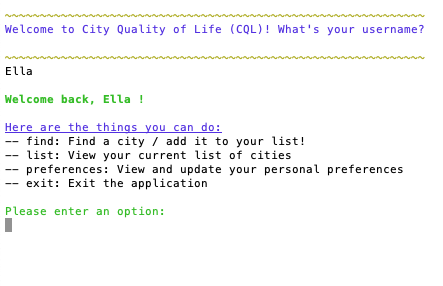 ~~~~~~~~~~~~~~~~~~~~~~~~~~~~~~~~~~~~~~~~~~~~~~~~~~~~~~~~~~~~
Welcome to City Quality of Life (CQL)! What's your username?
~~~~~~~~~~~~~~~~~~~~~~~~~~~~~~~~~~~~~~~~~~~~~~~~~~~~~~~~~~~~
Ella
Welcome back, Ella !
Here are the things you can do:
-- find: Find a city / add it to your list!
-- list: View your current list of cities
-- preferences: View and update your personal preferences
-- exit: Exit the application
Please enter an option: